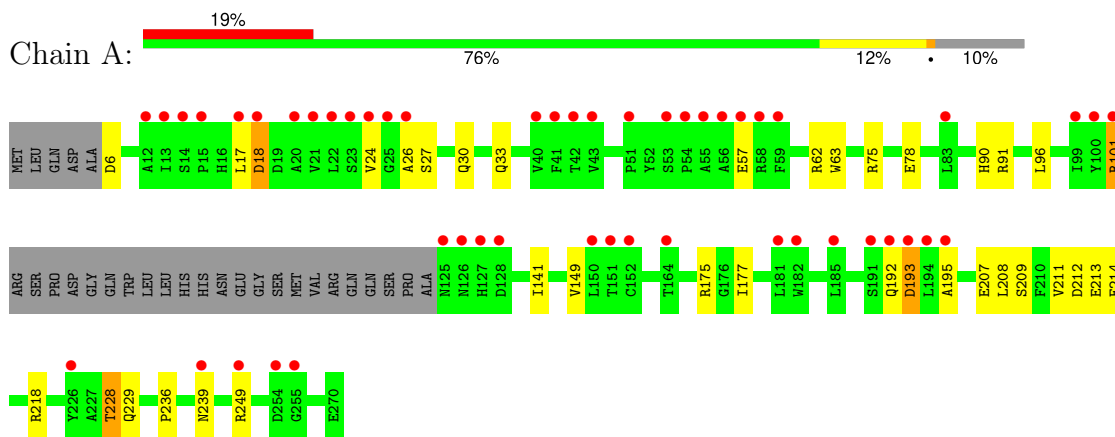 19%
Chain A:
76% 12% • 10%
MET LEU GLN ASP ALA D6 A12 I13 S14 P15 H16 L17 D18 D19 A20 V21 L22 S23 V24 G25 A26 S27 Q30 Q33 V40 F41 T42 V43 P51 Y52 S53 P54 A55 A56 E57 R58 F59 R62 W63 R75 E78 L83 H90 R91 L96 I99 Y100
ARG SER PRO ASP GLY GLN TRP LEU LEU HIS HIS ASN GLU GLY SER MET VAL ARG GLN GLN SER PRO ALA N125 N126 H127 D128 I141 V149 L150 T151 C152 T164 R175 G176 I177 L181 W182 L185 S191 Q192 D193 L194 A195 E207 L208 S209 F210 V211 D212 E213
R218 Y226 A227 T228 Q229 P236 N239 R249 D254 G255 E270